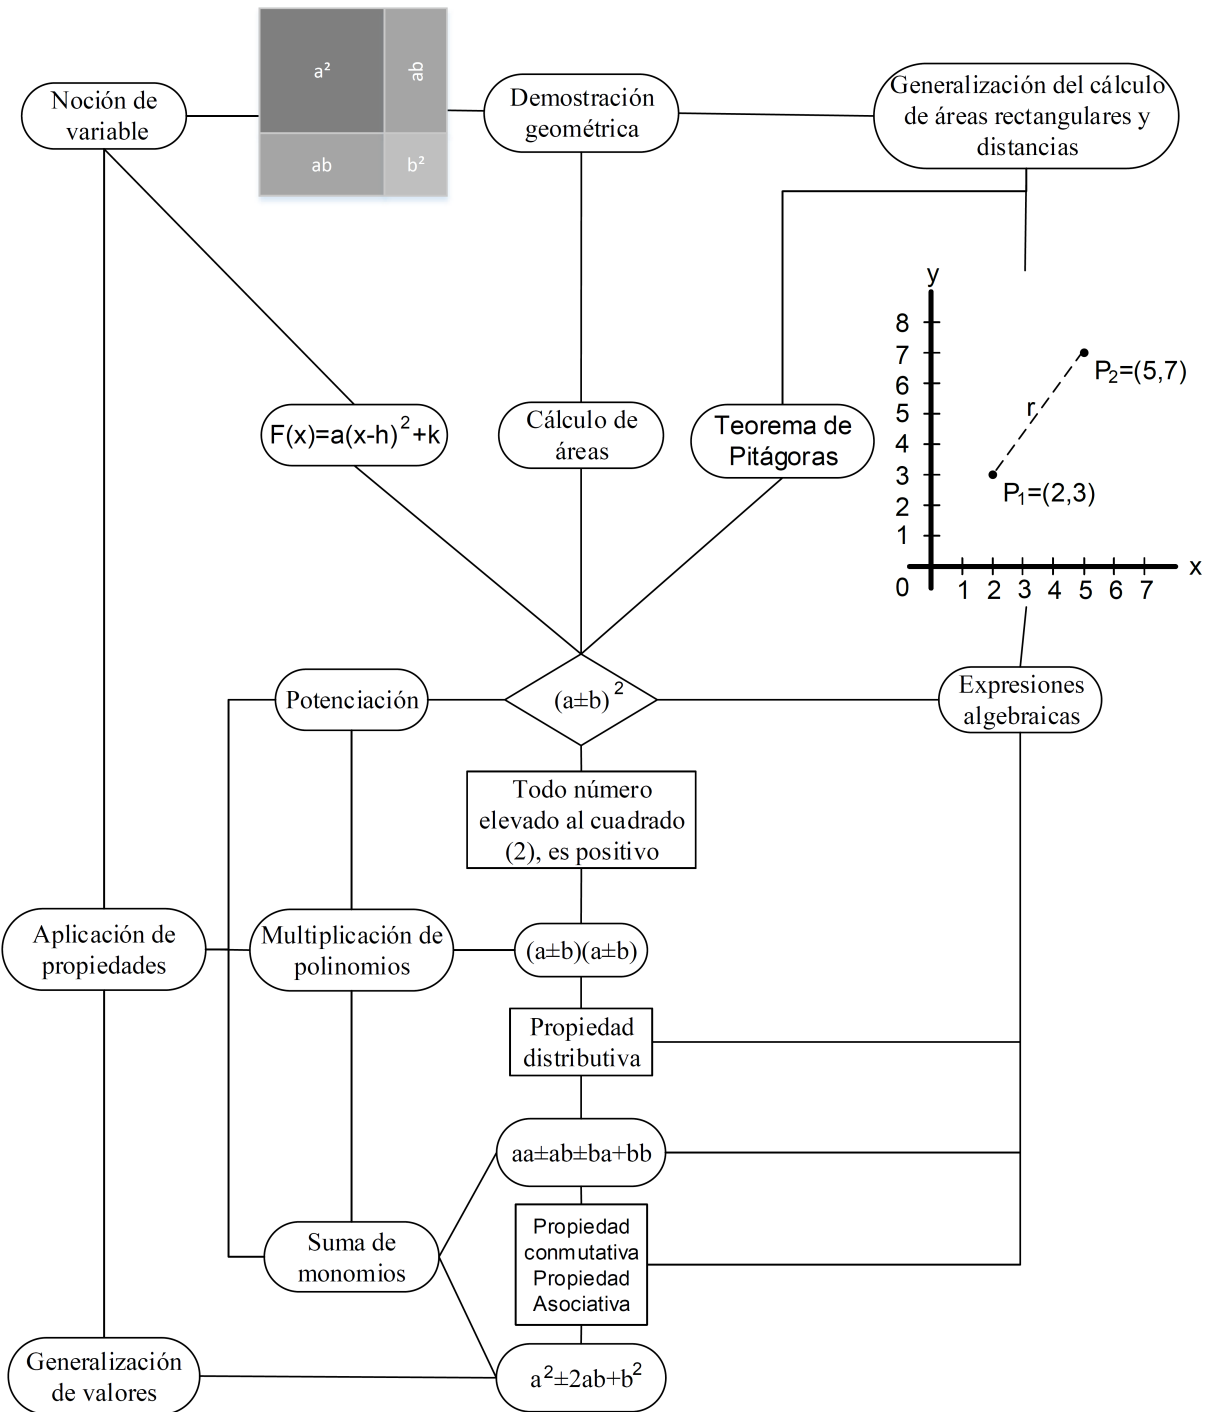 Noción de
variable
a²
ab
ab
b²
Demostración
geométrica
Generalización del cálculo
de áreas rectangulares y
distancias
F(x)=a(x-h)²+k
Cálculo de
áreas
Teorema de
Pitágoras
y
8
7
6
5
4
3
2
1
0
1 2 3 4 5 6 7
x
r
P₂=(5,7)
P₁=(2,3)
Potenciación
(a±b)²
Expresiones
algebraicas
Todo número
elevado al cuadrado
(2), es positivo
Aplicación de
propiedades
Multiplicación de
polinomios
(a±b)(a±b)
Propiedad
distributiva
aa±ab±ba+bb
Suma de
monomios
Propiedad
conmutativa
Propiedad
Asociativa
Generalización
de valores
a²±2ab+b²